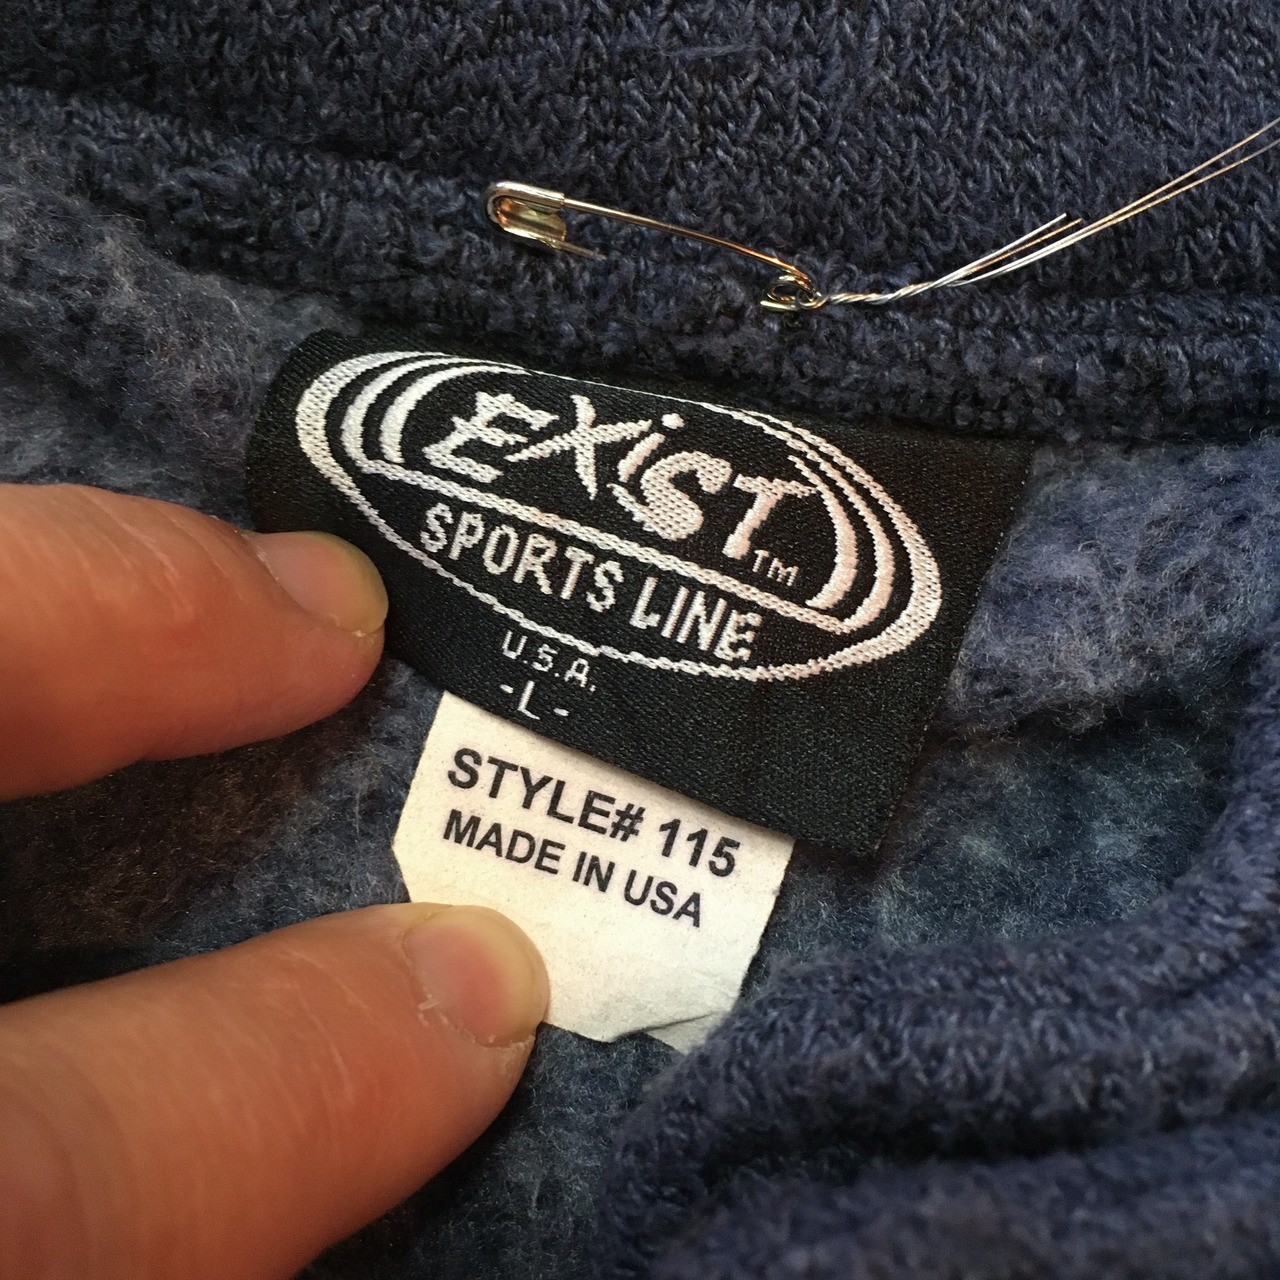 EXiST
TM
SPORTS LINE
U.S.A.
-L-
STYLE# 115
MADE IN USA